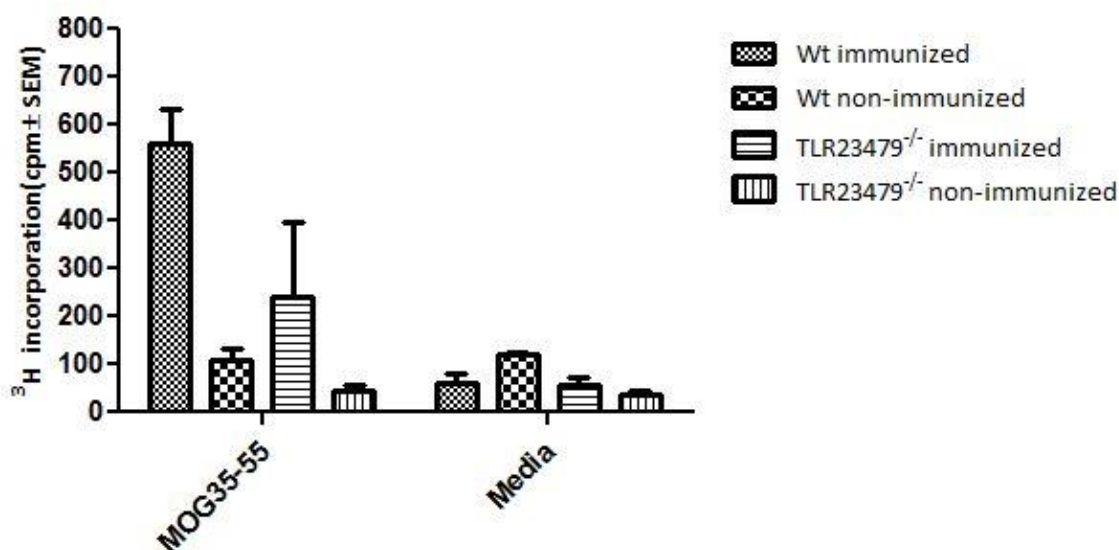 800
700
600
500
400
300
200
100
0
³H incorporation(cpm± SEM)
MOG35-55
Media
Wt immunized
Wt non-immunized
TLR23479⁻/⁻ immunized
TLR23479⁻/⁻ non-immunized